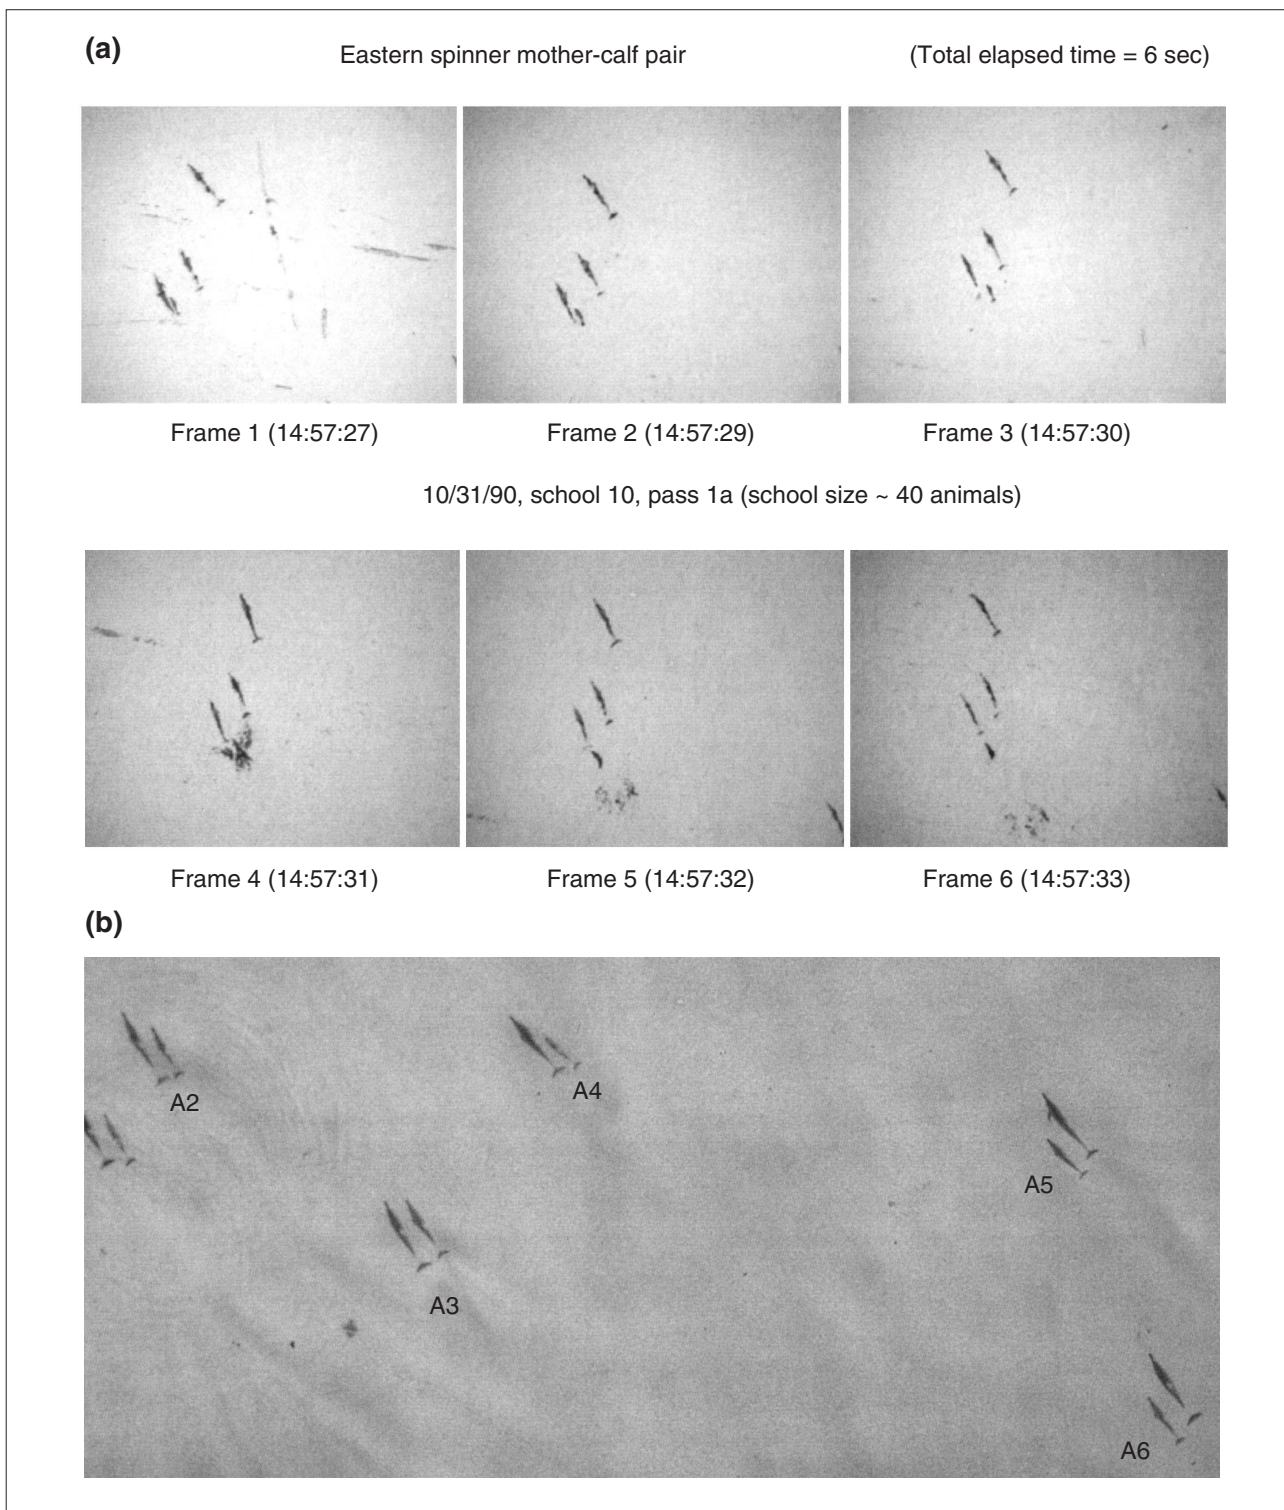 (a) Eastern spinner mother-calf pair (Total elapsed time = 6 sec)
Frame 1 (14:57:27) Frame 2 (14:57:29) Frame 3 (14:57:30)
10/31/90, school 10, pass 1a (school size ~ 40 animals)
Frame 4 (14:57:31) Frame 5 (14:57:32) Frame 6 (14:57:33)
(b)
A2
A4
A5
A3
A6